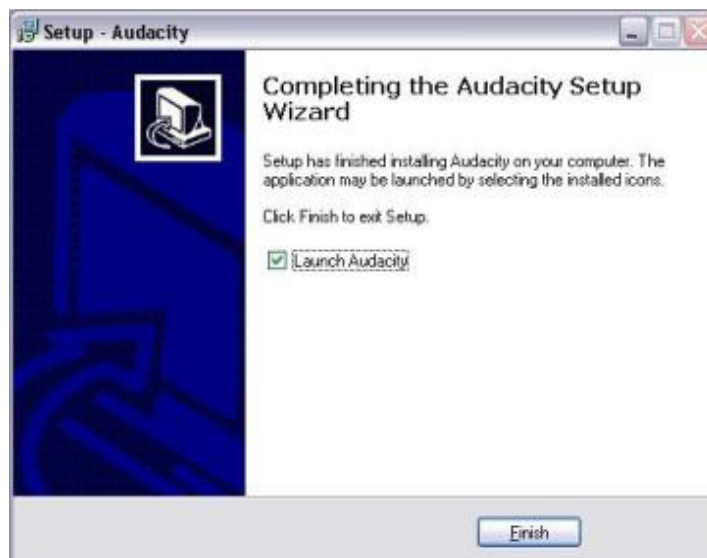 Setup - Audacity
Completing the Audacity Setup
Wizard
Setup has finished installing Audacity on your computer. The
application may be launched by selecting the installed icons.
Click Finish to exit Setup.
Launch Audacity
Finish